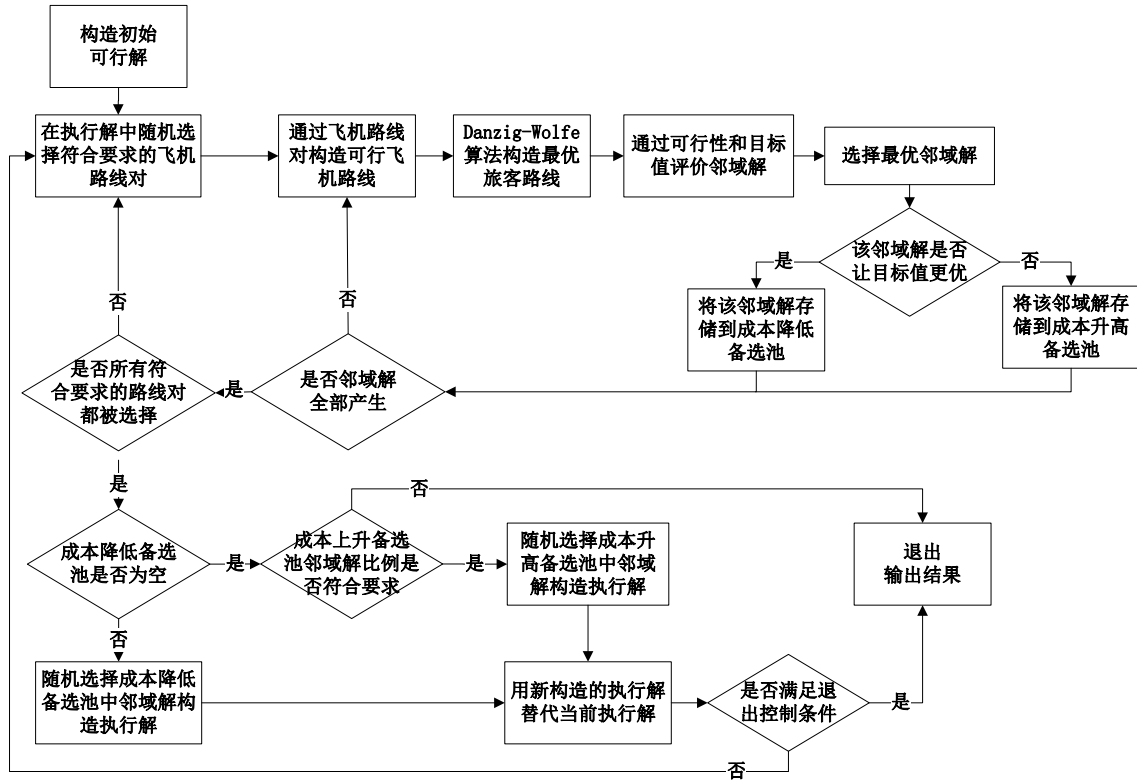 构造初始
可行解
在执行解中随机选
择符合要求的飞机
路线对
通过飞机路线
对构造可行飞
机路线
Danzig-Wolfe
算法构造最优
旅客路线
通过可行性和目标
值评价邻域解
选择最优邻域解
该邻域解是否
让目标值更优
是
否
将该邻域解存
储到成本降低
备选池
将该邻域解存
储到成本升高
备选池
否
否
是否所有符
合要求的路线对
都被选择
是
是否邻域解
全部产生
是
否
成本降低备选
池是否为空
是
成本上升备选
池邻域解比例是
否符合要求
是
随机选择成本升
高备选池中邻域
解构造执行解
退出
输出结果
否
随机选择成本降低
备选池中邻域解构
造执行解
用新构造的执行解
替代当前执行解
是否满足退
出控制条件
是
否